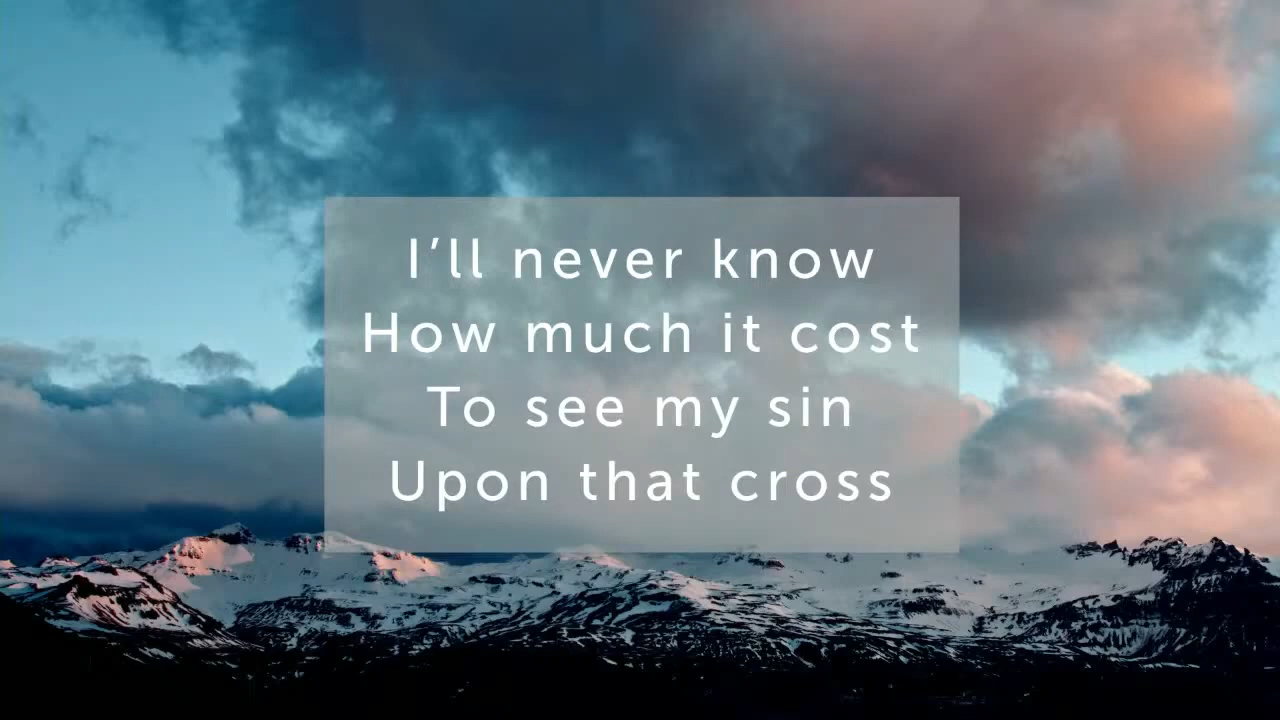 I’ll never know
How much it cost
To see my sin
Upon that cross